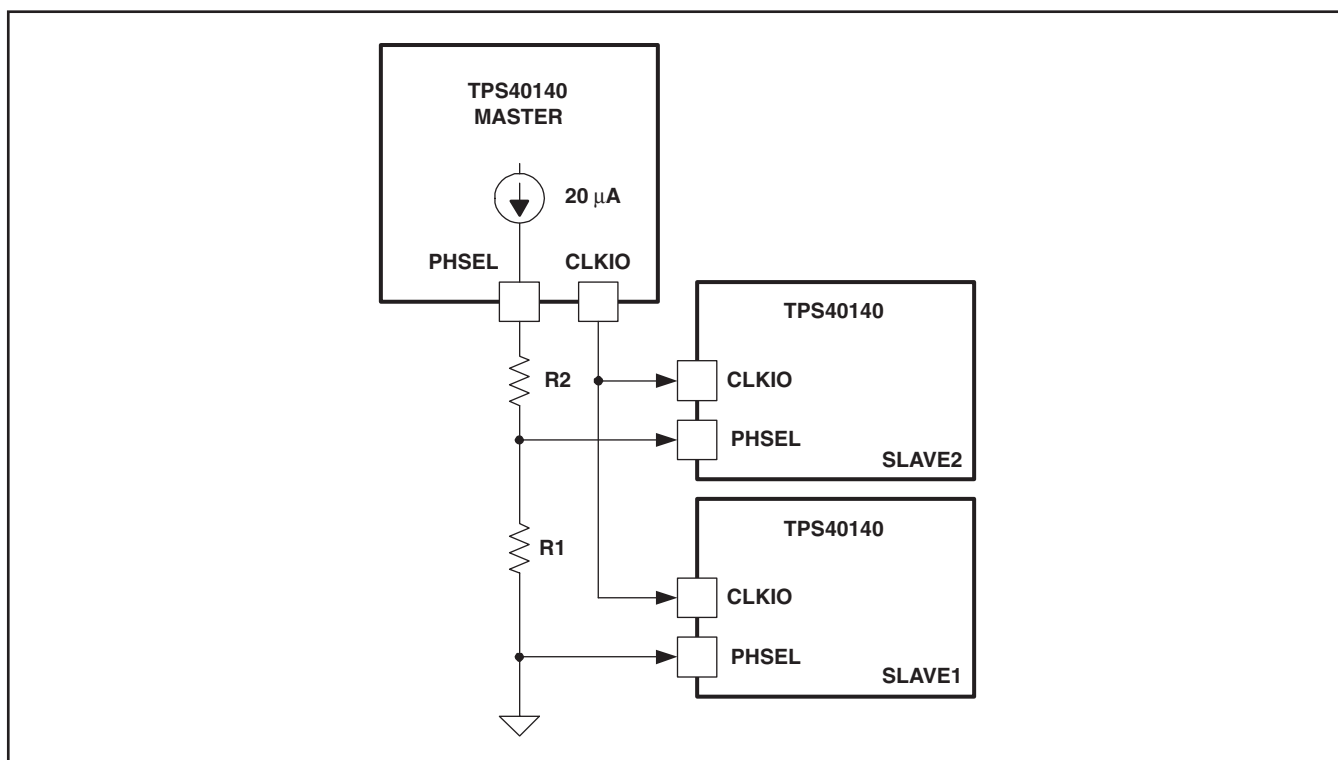 TPS40140
MASTER
20 μA
PHSEL
CLKIO
TPS40140
R2
CLKIO
PHSEL
SLAVE2
TPS40140
R1
CLKIO
PHSEL
SLAVE1